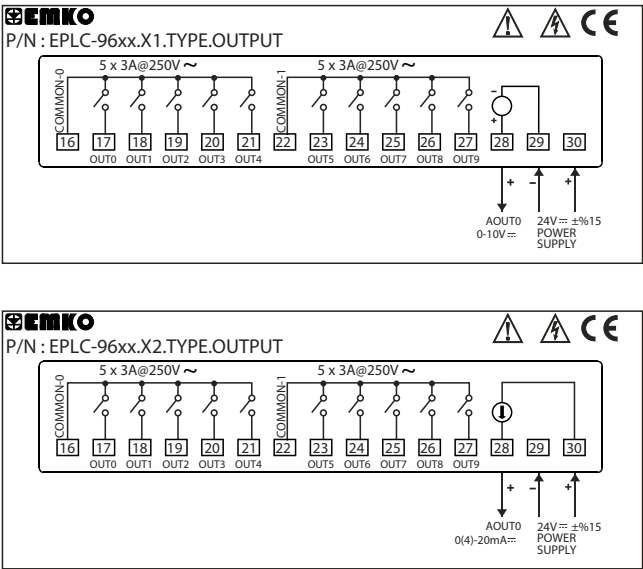 EMKO
P/N : EPLC-96xx.X1.TYPE.OUTPUT
CE
5 x 3A@250V ~ 5 x 3A@250V ~
COMMON-0 COMMON-1
- +
16 17 18 19 20 21 22 23 24 25 26 27 28 29 30
OUT0 OUT1 OUT2 OUT3 OUT4 OUT5 OUT6 OUT7 OUT8 OUT9
+ - +
AOUT0 24V⎓ ±%15
0-10V⎓ POWER
SUPPLY
EMKO
P/N : EPLC-96xx.X2.TYPE.OUTPUT
CE
5 x 3A@250V ~ 5 x 3A@250V ~
COMMON-0 COMMON-1
16 17 18 19 20 21 22 23 24 25 26 27 28 29 30
OUT0 OUT1 OUT2 OUT3 OUT4 OUT5 OUT6 OUT7 OUT8 OUT9
+ - +
AOUT0 24V⎓ ±%15
0(4)-20mA⎓ POWER
SUPPLY